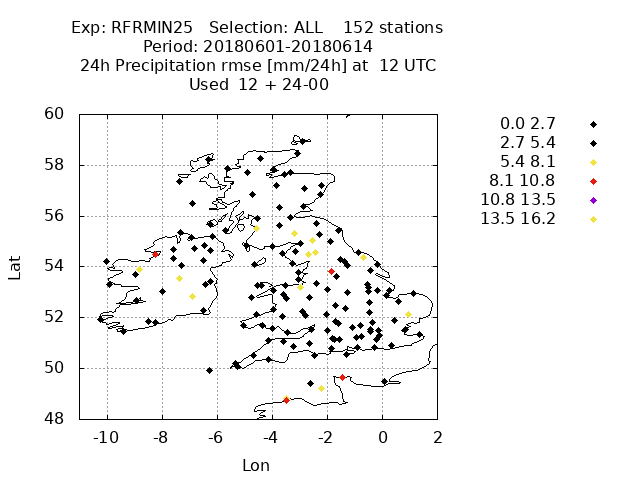 Exp: RFRMIN25 Selection: ALL 152 stations
Period: 20180601-20180614
24h Precipitation rmse [mm/24h] at 12 UTC
Used 12 + 24-00
60
58
56
54
52
50
48
Lat
-10 -8 -6 -4 -2 0 2
Lon
0.0 2.7
2.7 5.4
5.4 8.1
8.1 10.8
10.8 13.5
13.5 16.2